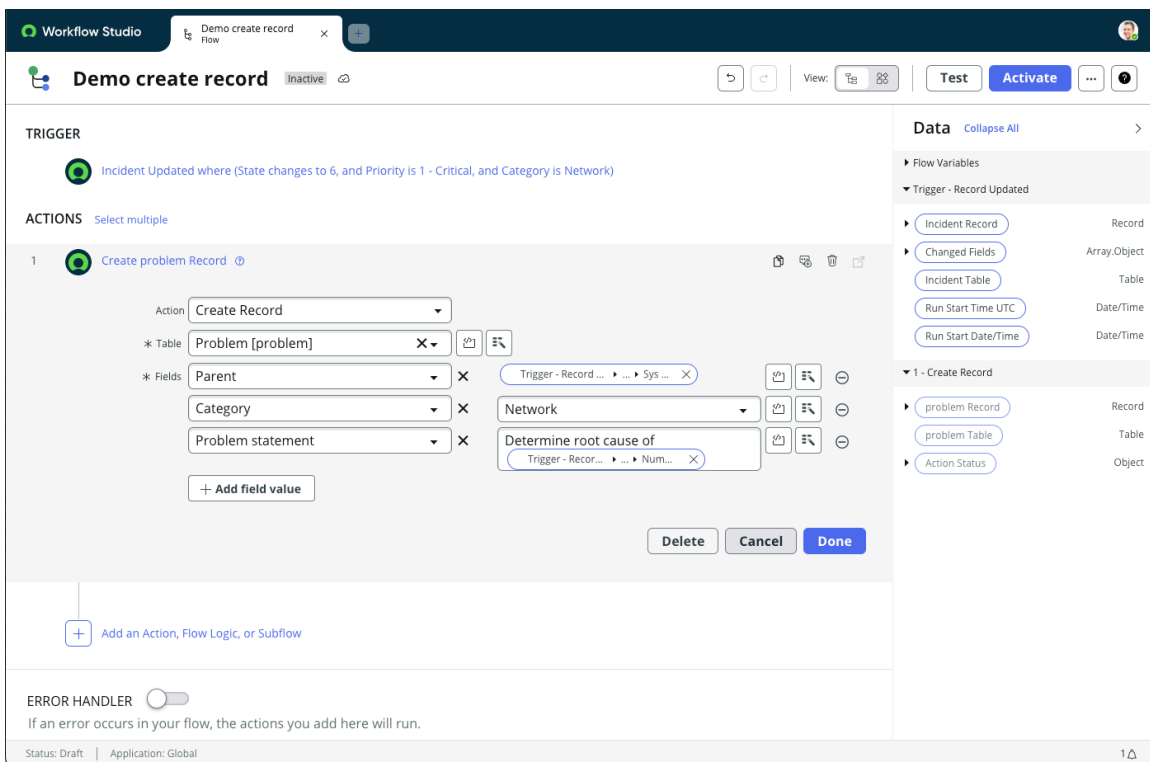 Workflow Studio
Demo create record
Flow
Demo create record Inactive
View:
Test
Activate
TRIGGER
Incident Updated where (State changes to 6, and Priority is 1 - Critical, and Category is Network)
ACTIONS Select multiple
1 Create problem Record
Action Create Record
* Table Problem [problem]
* Fields Parent Trigger - Record ... ▸ ... ▸ Sys ...
Category Network
Problem statement Determine root cause of
Trigger - Recor... ▸ ... ▸ Num...
+ Add field value
Delete Cancel Done
Add an Action, Flow Logic, or Subflow
ERROR HANDLER
If an error occurs in your flow, the actions you add here will run.
Data Collapse All
Flow Variables
Trigger - Record Updated
Incident Record Record
Changed Fields Array.Object
Incident Table Table
Run Start Time UTC Date/Time
Run Start Date/Time Date/Time
1 - Create Record
problem Record Record
problem Table Table
Action Status Object
Status: Draft | Application: Global
1